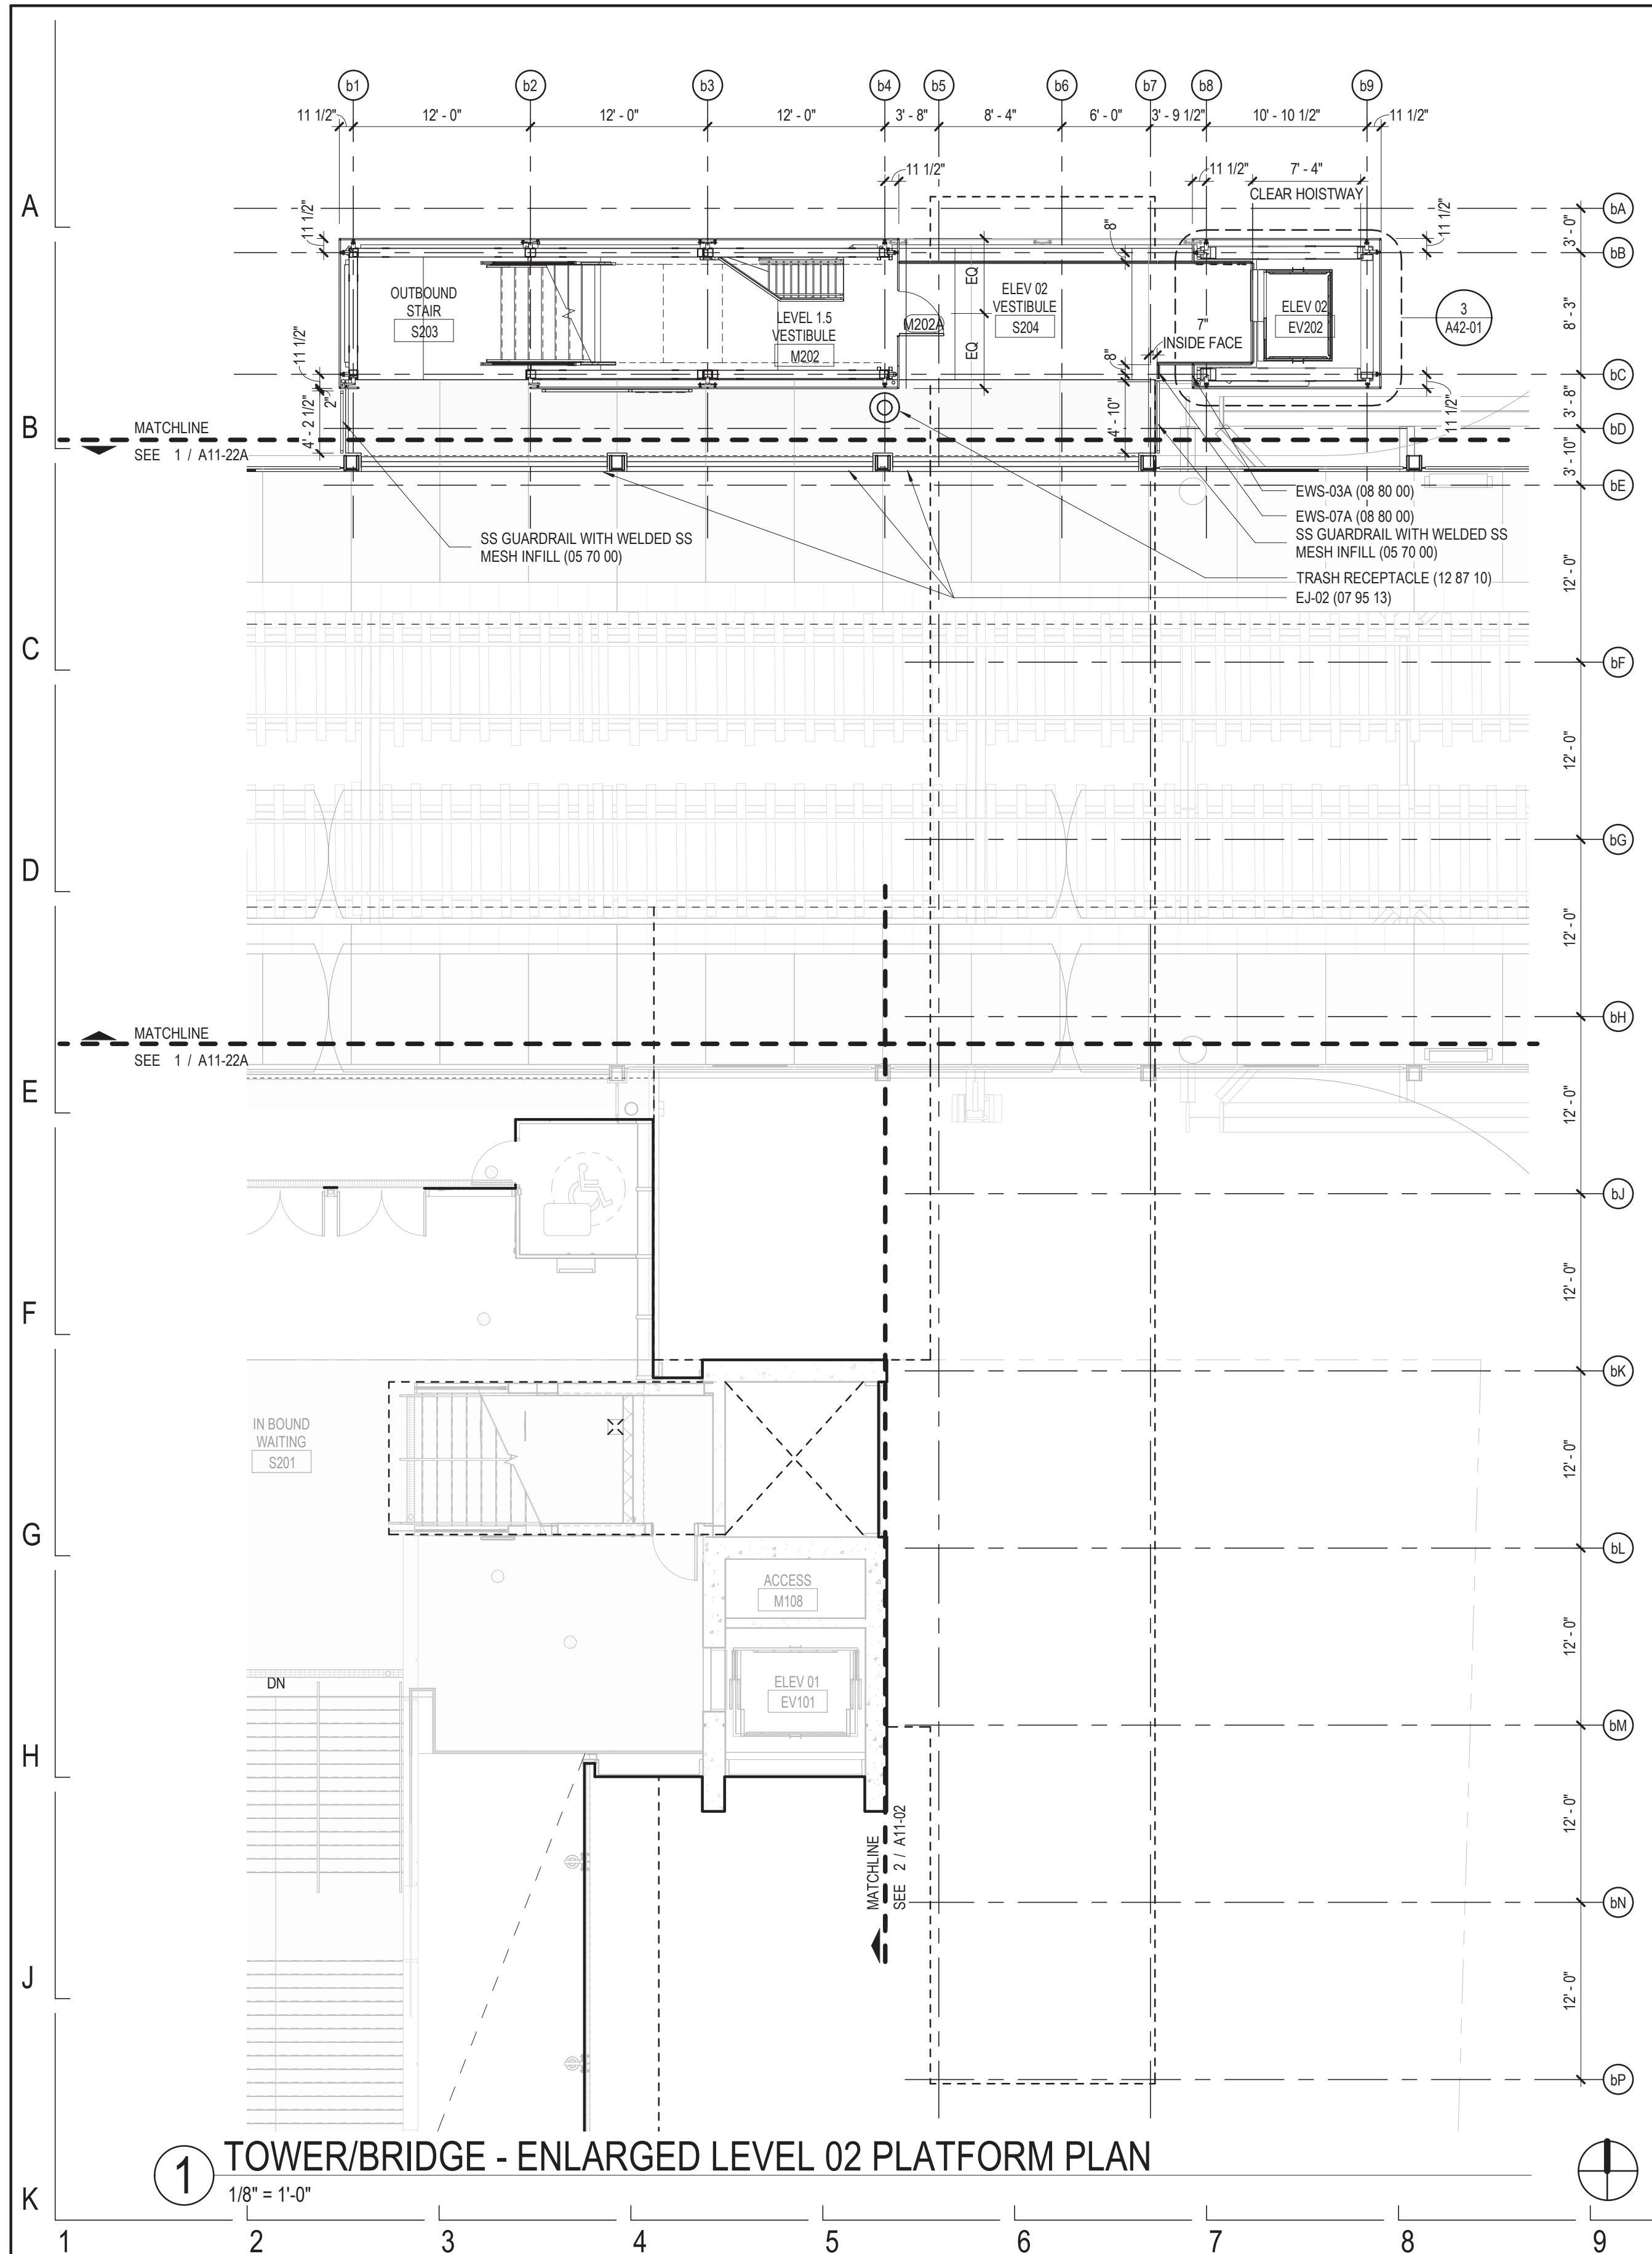 b1 b2 b3 b4 b5 b6 b7 b8 b9
11 1/2" 12' - 0" 12' - 0" 12' - 0" 3' - 8" 8' - 4" 6' - 0" 3' - 9 1/2" 10' - 10 1/2" 11 1/2"
11 1/2" 11 1/2" 7' - 4"
CLEAR HOISTWAY
A
bA
11 1/2" 8" 11 1/2" 3' - 0"
bB
OUTBOUND
STAIR
S203
LEVEL 1.5
VESTIBULE
M202
M202A
EQ
EQ
ELEV 02
VESTIBULE
S204
7"
INSIDE FACE
ELEV 02
EV202
3
A42-01
8' - 3"
11 1/2" 8"
bC
4' - 2 1/2" 2" 4' - 10" 11 1/2" 3' - 8"
B
MATCHLINE
SEE 1 / A11-22A
bD
3' - 10"
bE
EWS-03A (08 80 00)
EWS-07A (08 80 00)
SS GUARDRAIL WITH WELDED SS
MESH INFILL (05 70 00)
SS GUARDRAIL WITH WELDED SS
MESH INFILL (05 70 00)
TRASH RECEPTACLE (12 87 10)
EJ-02 (07 95 13)
12' - 0"
C
bF
12' - 0"
bG
D
12' - 0"
bH
MATCHLINE
SEE 1 / A11-22A
E
12' - 0"
bJ
12' - 0"
F
bK
IN BOUND
WAITING
S201
12' - 0"
G
bL
ACCESS
M108
12' - 0"
DN
ELEV 01
EV101
bM
H
12' - 0"
MATCHLINE
SEE 2 / A11-02
bN
J
12' - 0"
bP
1
TOWER/BRIDGE - ENLARGED LEVEL 02 PLATFORM PLAN
1/8" = 1'-0"
K
1 2 3 4 5 6 7 8 9